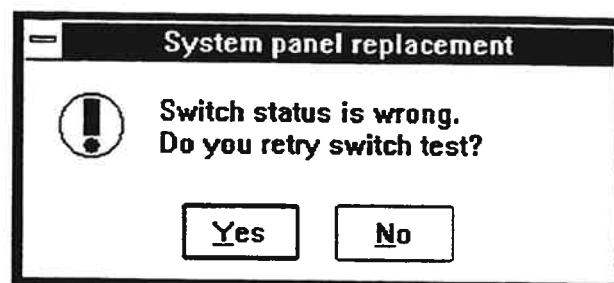 System panel replacement
Switch status is wrong.
Do you retry switch test?
Yes
No